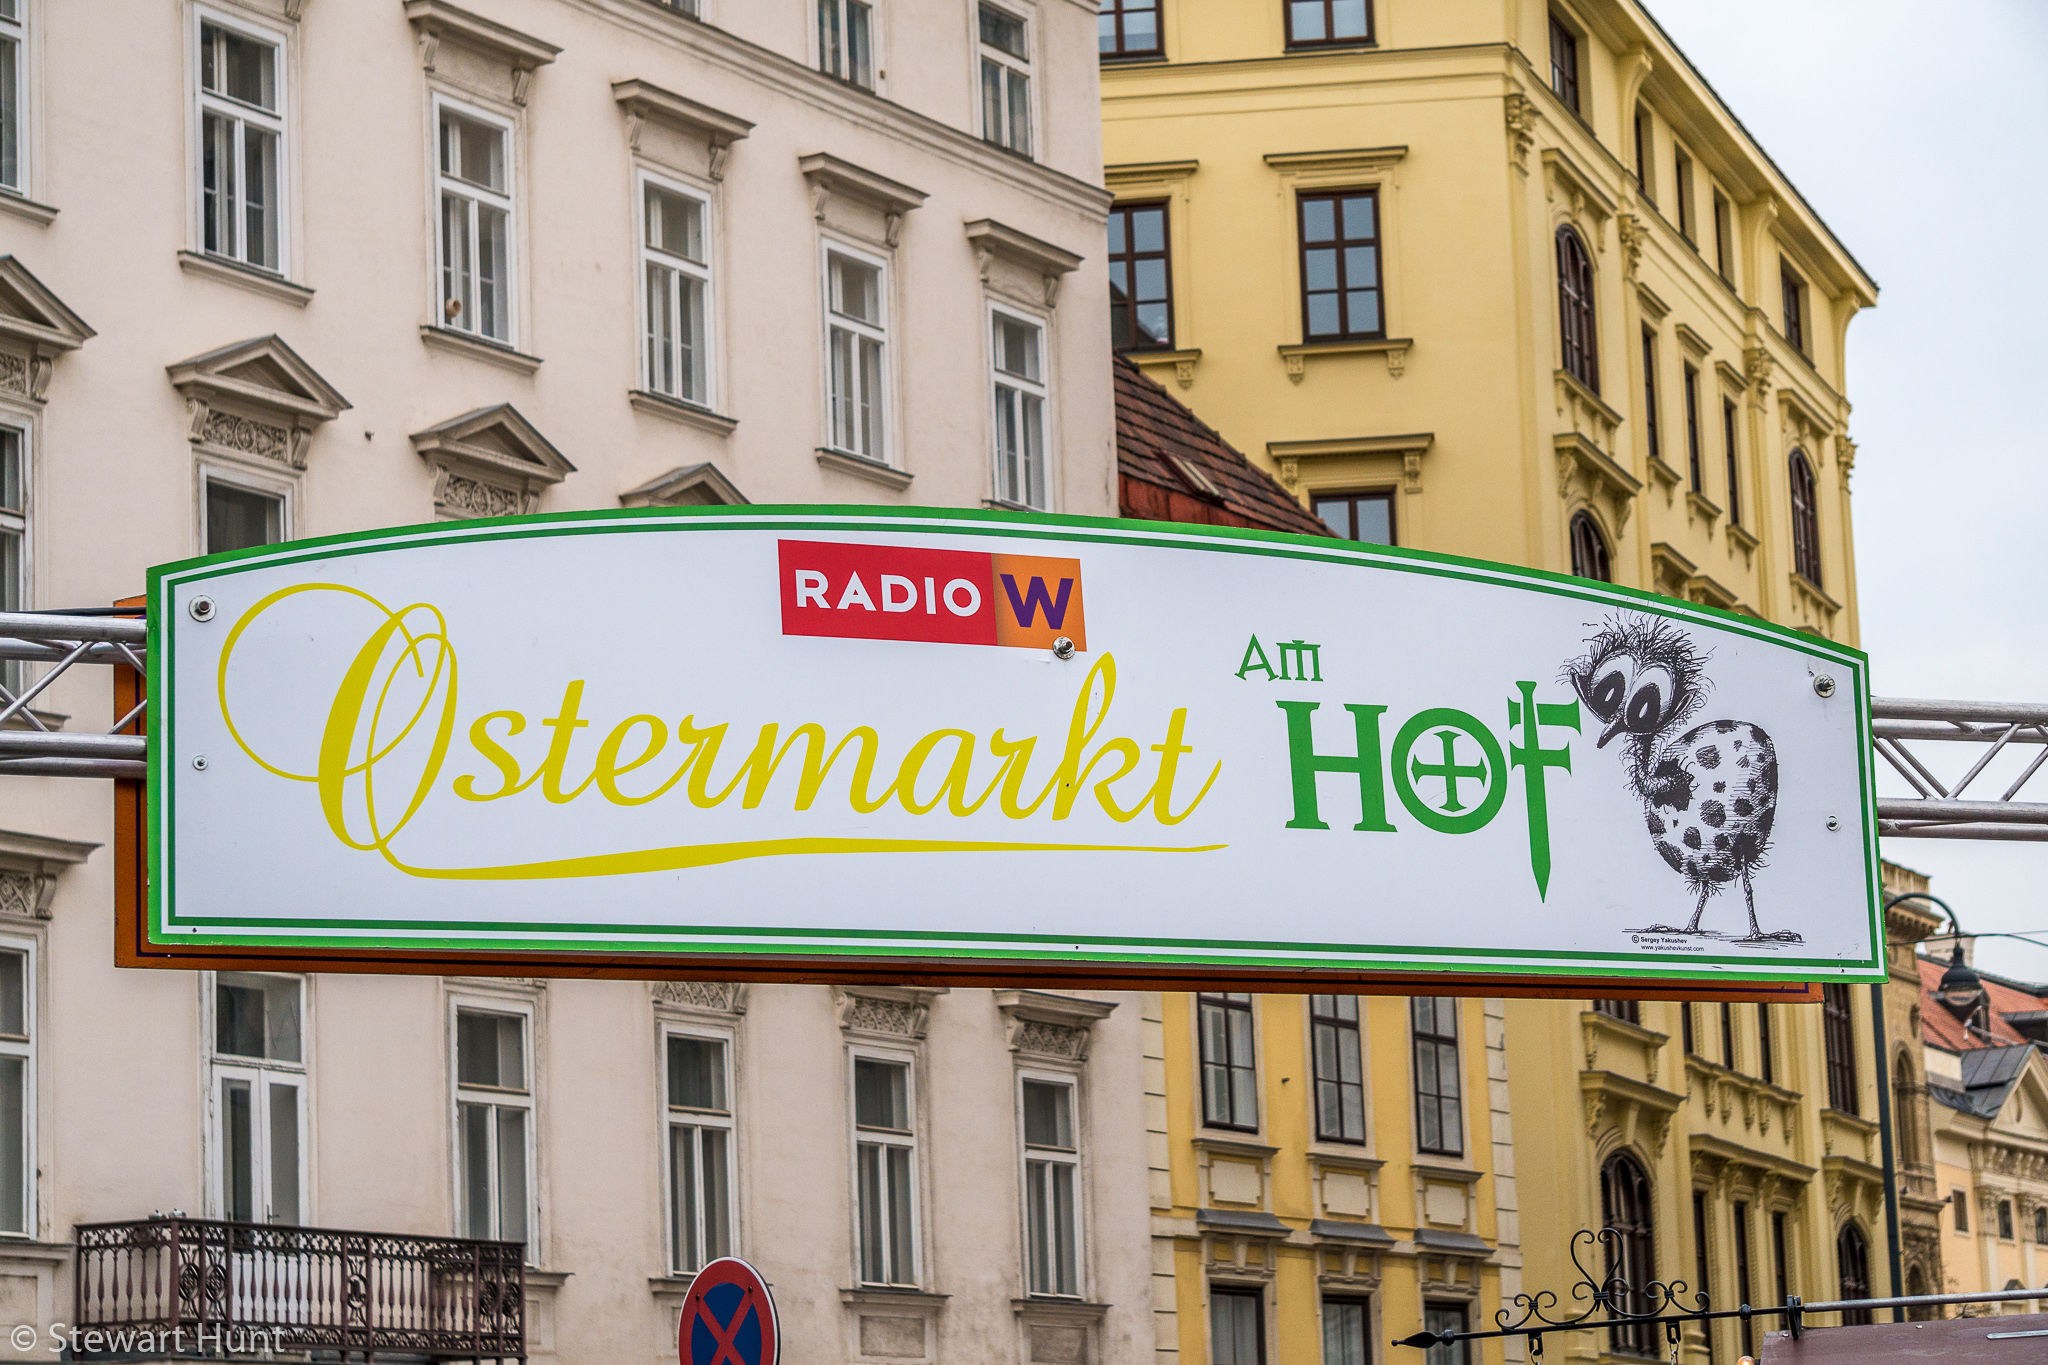 RADIO W
Ostermarkt
Am
Hof
© Sergey Yakushev
www.yakushevkunst.com
© Stewart Hunt